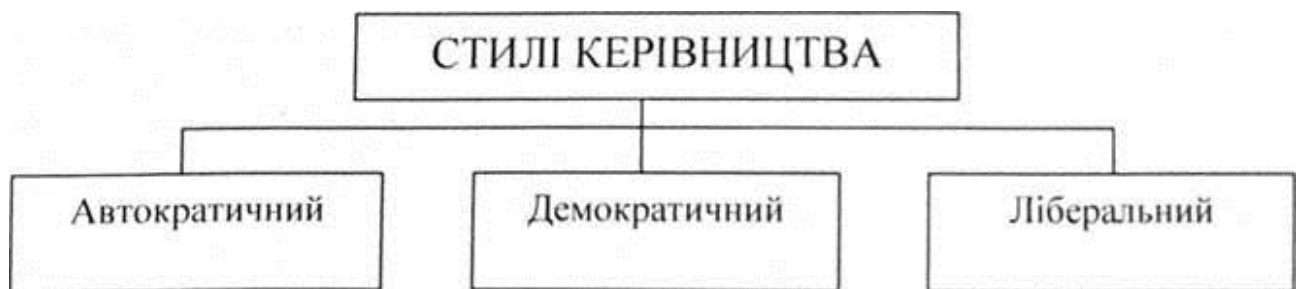 СТИЛІ КЕРІВНИЦТВА
Автократичний
Демократичний
Ліберальний